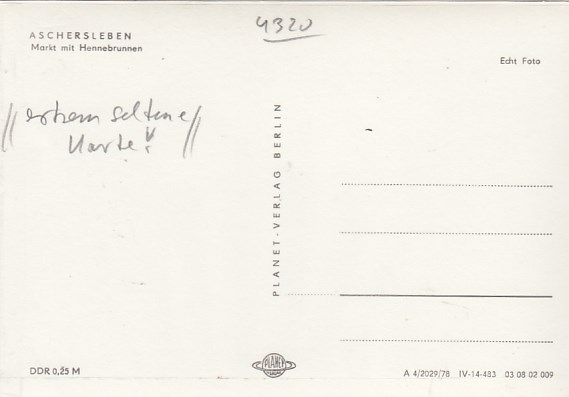 4320
ASCHERSLEBEN
Markt mit Hennebrunnen
Echt Foto
// extrem seltene //
Karte!
PLANET-VERLAG BERLIN
PLANET
DDR 0,25 M
A 4/2029/78 IV-14-483 03 08 02 009